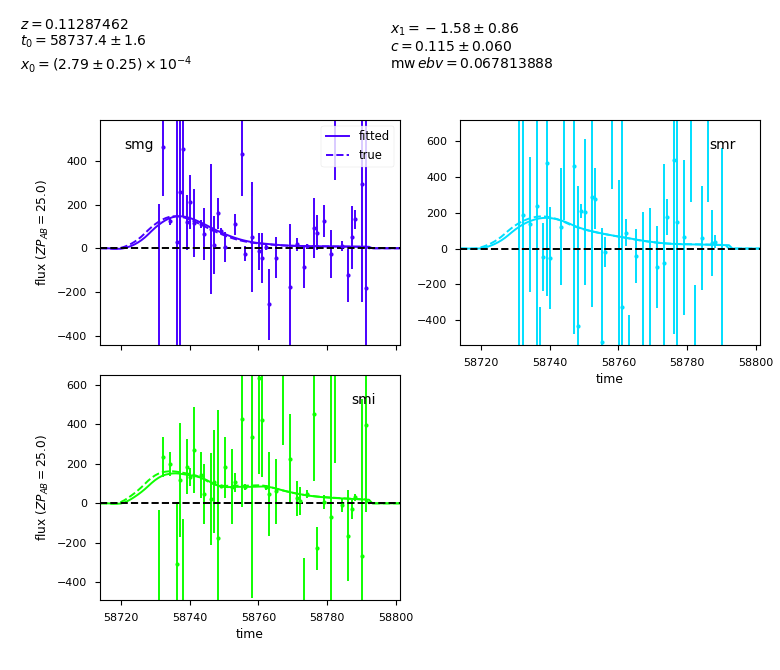 z = 0.11287462
t₀ = 58737.4 ± 1.6
x₀ = (2.79 ± 0.25) × 10⁻⁴
x₁ = −1.58 ± 0.86
c = 0.115 ± 0.060
mw ebv = 0.067813888
smg
fitted
true
400
200
0
−200
−400
flux (ZP_AB = 25.0)
smr
600
400
200
0
−200
−400
58720 58740 58760 58780 58800
time
smi
600
400
200
0
−200
−400
flux (ZP_AB = 25.0)
58720 58740 58760 58780 58800
time